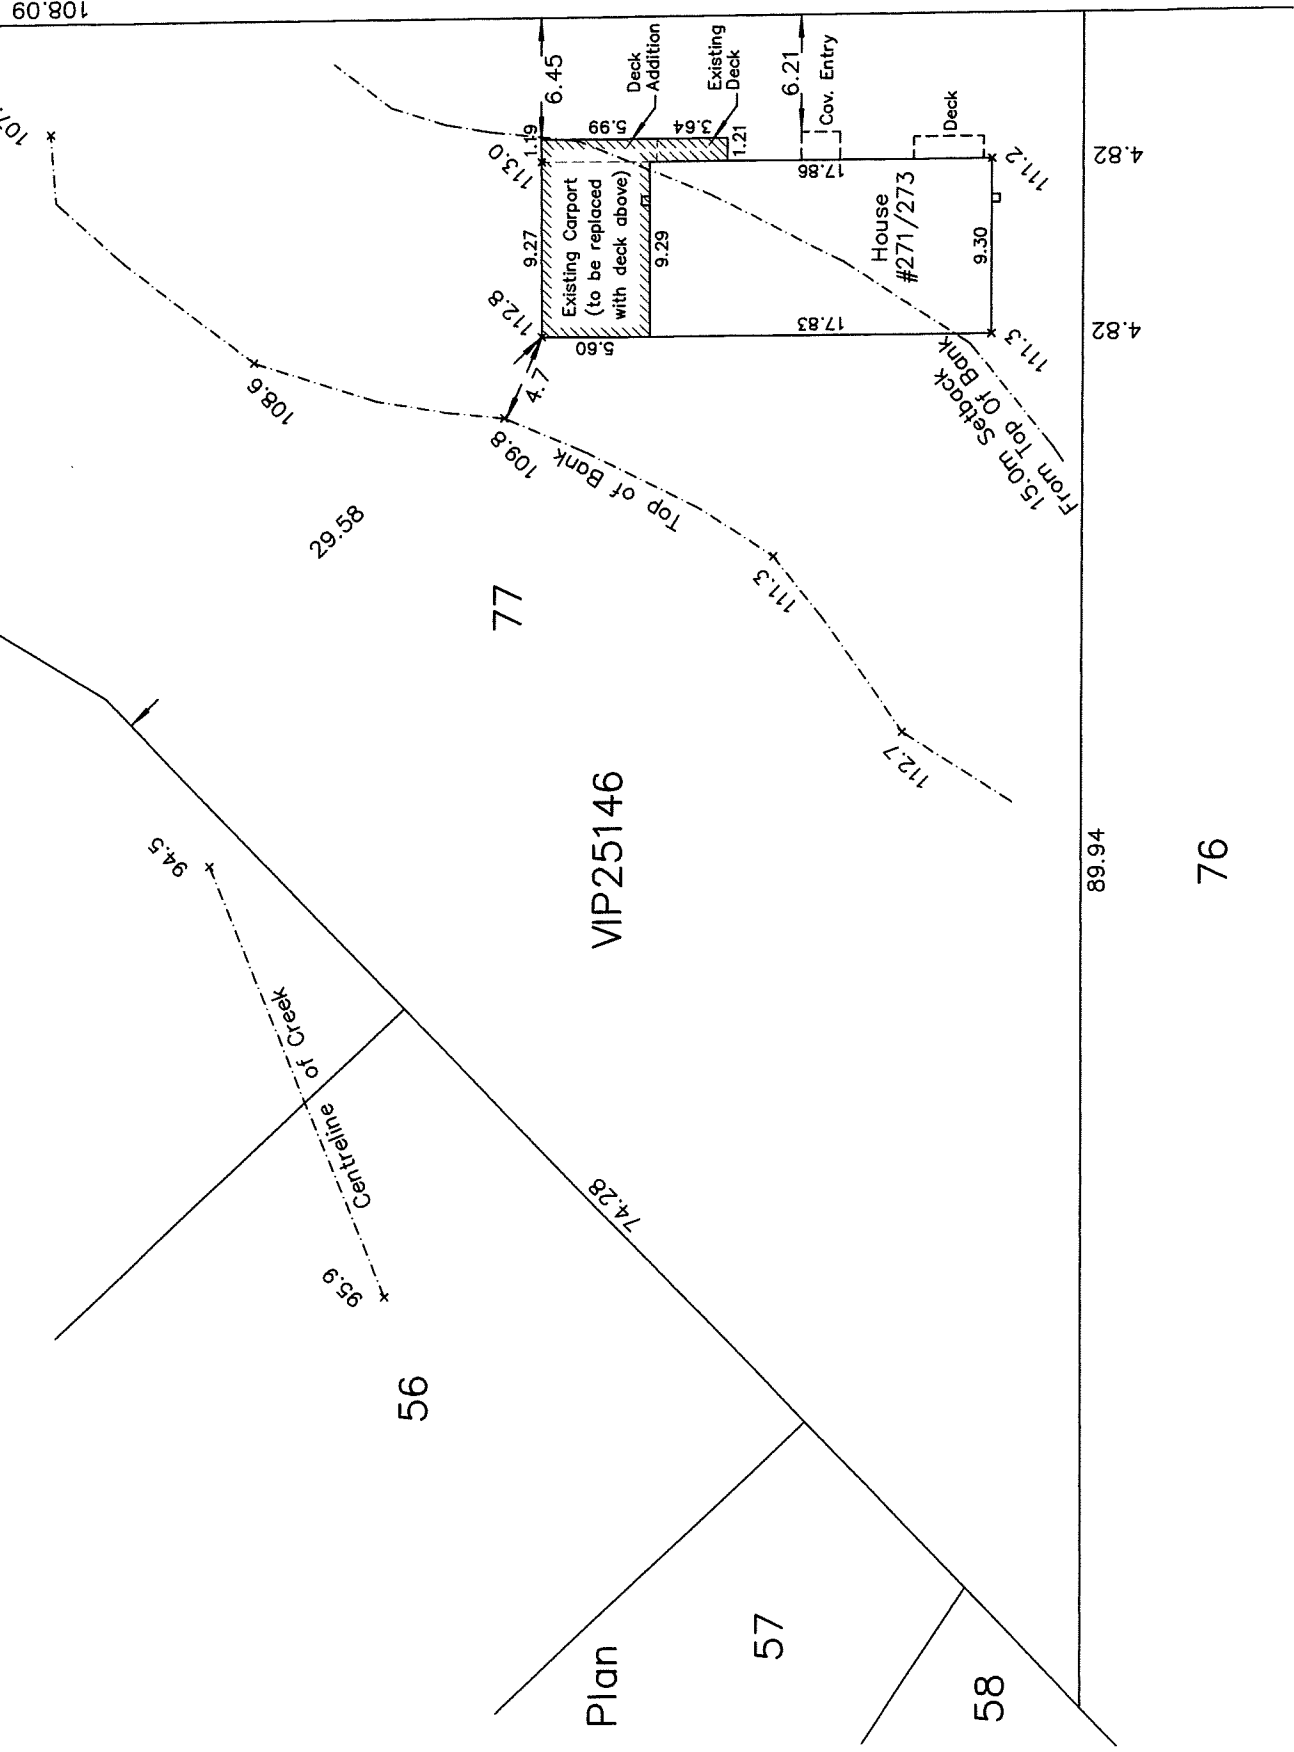 108.09
107.
6.45
Deck
Addition
Existing
Deck
6.21
Cov. Entry
Deck
1.19
5.99
3.64
1.21
113.0
17.86
111.2
4.82
Existing Carport
(to be replaced
with deck above)
9.27
9.29
House
#271/273
9.30
112.8
5.60
17.83
111.3
4.82
4.7
108.6
109.8
Top of Bank
15.0m Setback
From Top Of Bank
29.58
77
111.3
112.7
VIP25146
94.5
89.94
76
Centreline of Creek
95.9
74.28
56
Plan
57
58